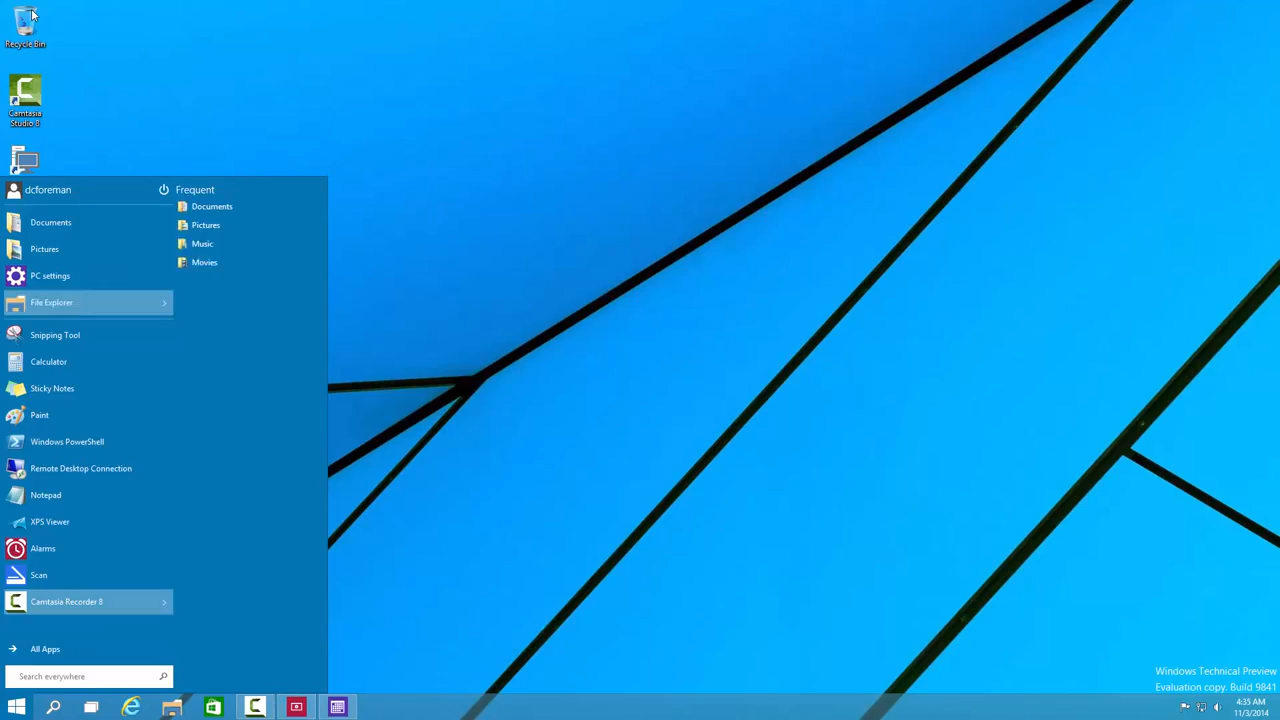 Recycle Bin
Camtasia
Studio 8
dcforeman
Documents
Pictures
PC settings
File Explorer
Snipping Tool
Calculator
Sticky Notes
Paint
Windows PowerShell
Remote Desktop Connection
Notepad
XPS Viewer
Alarms
Scan
Camtasia Recorder 8
All Apps
Search everywhere
Frequent
Documents
Pictures
Music
Movies
Windows Technical Preview
Evaluation copy. Build 9841
4:35 AM
11/3/2014